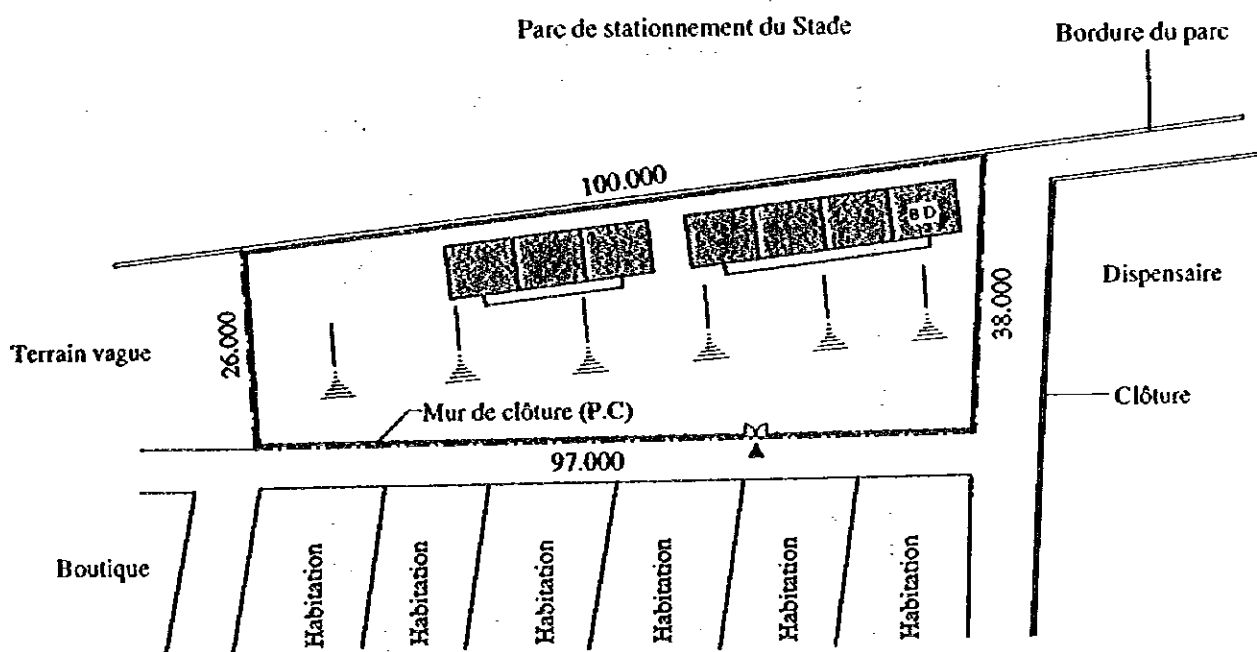 Parc de stationnement du Stade
Bordure du parc
100.000
B D
Dispensaire
26.000
38.000
Terrain vague
Clôture
Mur de clôture (P.C)
97.000
Boutique
Habitation
Habitation
Habitation
Habitation
Habitation
Habitation